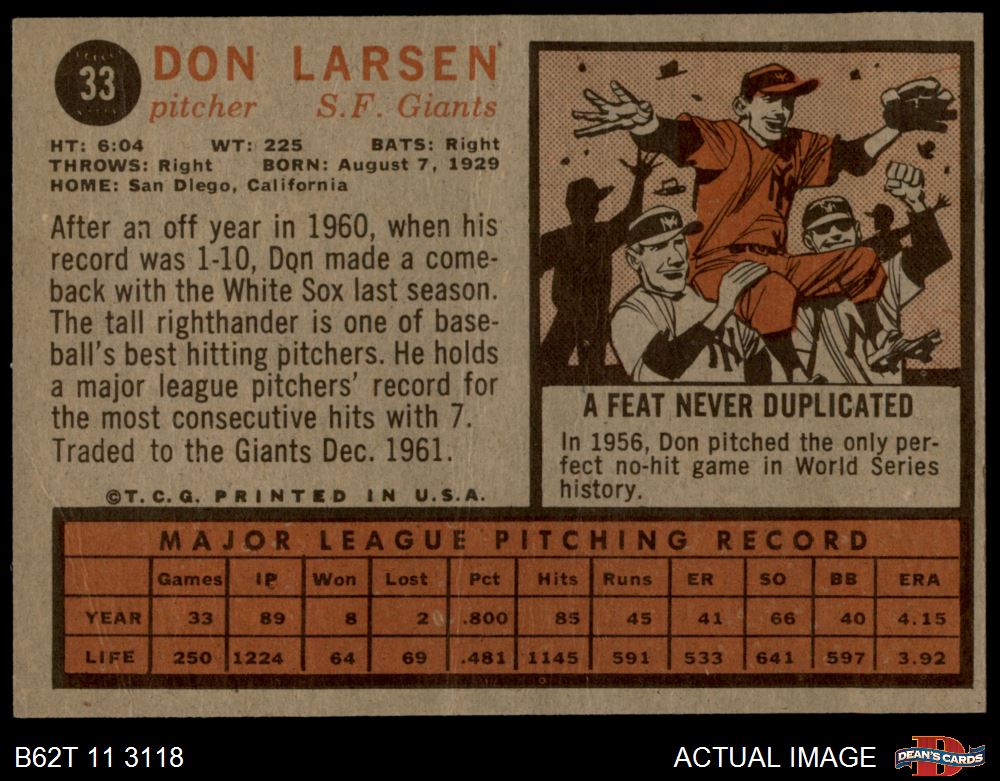 33
DON LARSEN
pitcher S.F. Giants
HT: 6:04 WT: 225 BATS: Right
THROWS: Right BORN: August 7, 1929
HOME: San Diego, California
After an off year in 1960, when his
record was 1-10, Don made a come-
back with the White Sox last season.
The tall righthander is one of base-
ball's best hitting pitchers. He holds
a major league pitchers' record for
the most consecutive hits with 7.
Traded to the Giants Dec. 1961.
©T.C.G. PRINTED IN U.S.A.
NY
A FEAT NEVER DUPLICATED
In 1956, Don pitched the only per-
fect no-hit game in World Series
history.
MAJOR LEAGUE PITCHING RECORD
Games IP Won Lost Pct Hits Runs ER SO BB ERA
YEAR 33 89 8 2 .800 85 45 41 66 40 4.15
LIFE 250 1224 64 69 .481 1145 591 533 641 597 3.92
B62T 11 3118 ACTUAL IMAGE
DEAN'S CARDS